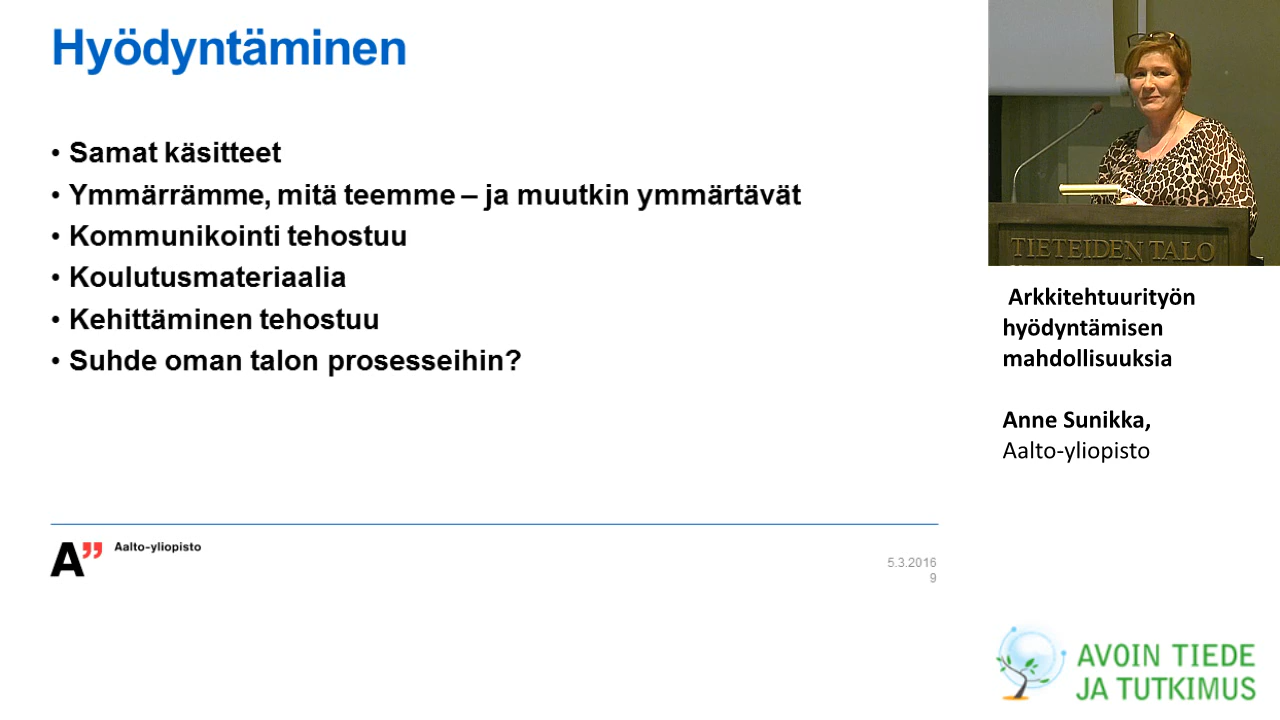 Hyödyntäminen
• Samat käsitteet
• Ymmärrämme, mitä teemme – ja muutkin ymmärtävät
• Kommunikointi tehostuu
• Koulutusmateriaalia
• Kehittäminen tehostuu
• Suhde oman talon prosesseihin?
A”
Aalto-yliopisto
5.3.2016
9
TIETEIDEN TALO
Arkkitehtuurityön
hyödyntämisen
mahdollisuuksia
Anne Sunikka,
Aalto-yliopisto
AVOIN TIEDE
JA TUTKIMUS